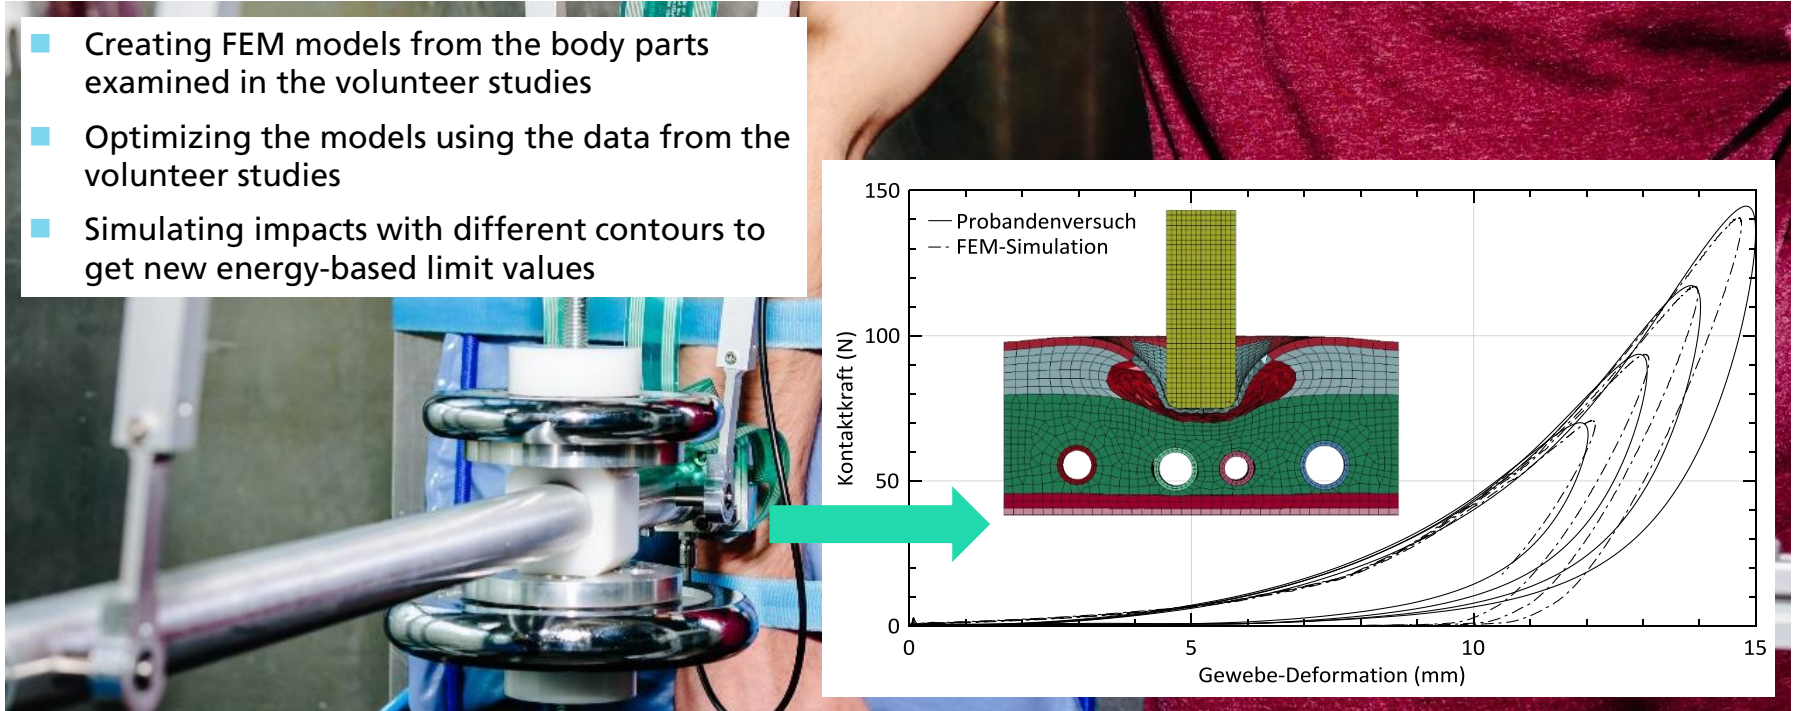 Creating FEM models from the body parts
examined in the volunteer studies
Optimizing the models using the data from the
volunteer studies
Simulating impacts with different contours to
get new energy-based limit values
150
Probandenversuch
FEM-Simulation
100
Kontaktkraft (N)
50
0
0 5 10 15
Gewebe-Deformation (mm)